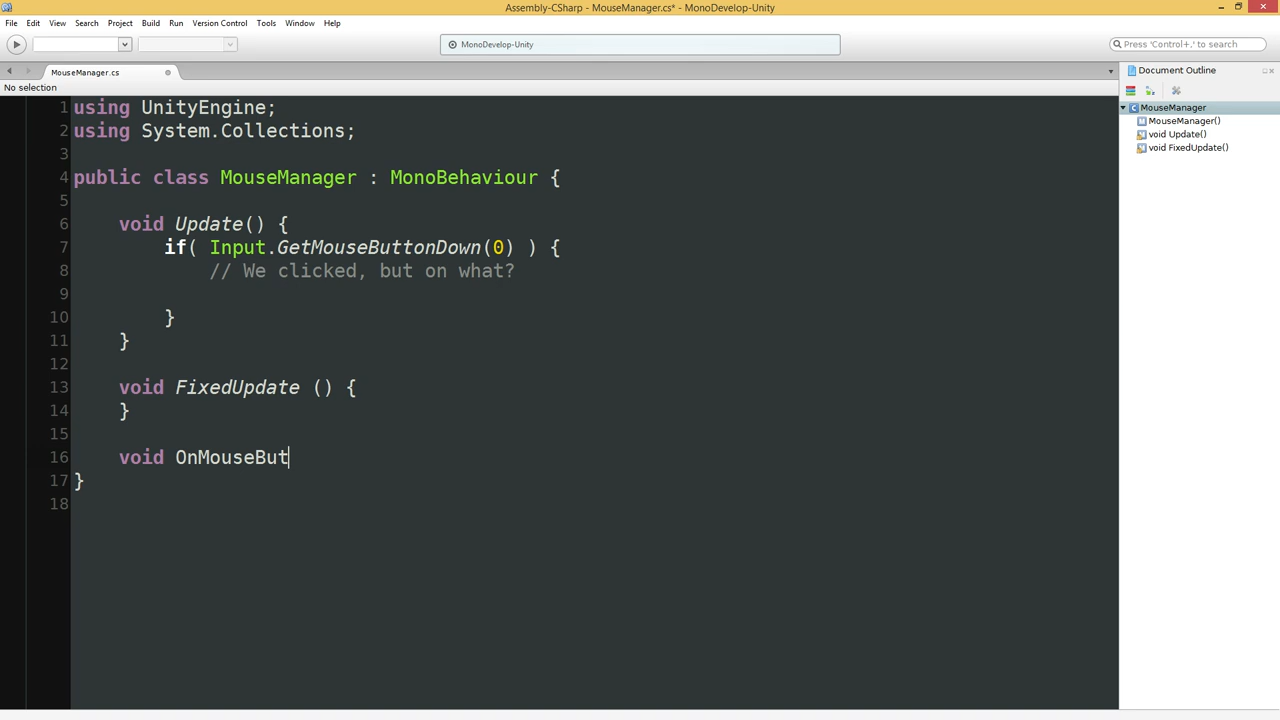 Assembly-CSharp - MouseManager.cs* - MonoDevelop-Unity
File Edit View Search Project Build Run Version Control Tools Window Help
MonoDevelop-Unity
Press 'Control+,' to search
MouseManager.cs
No selection
1 using UnityEngine;
2 using System.Collections;
3
4 public class MouseManager : MonoBehaviour {
5
6 void Update() {
7 if( Input.GetMouseButtonDown(0) ) {
8 // We clicked, but on what?
9
10 }
11 }
12
13 void FixedUpdate () {
14 }
15
16 void OnMouseBut
17 }
18
Document Outline
MouseManager
MouseManager()
void Update()
void FixedUpdate()